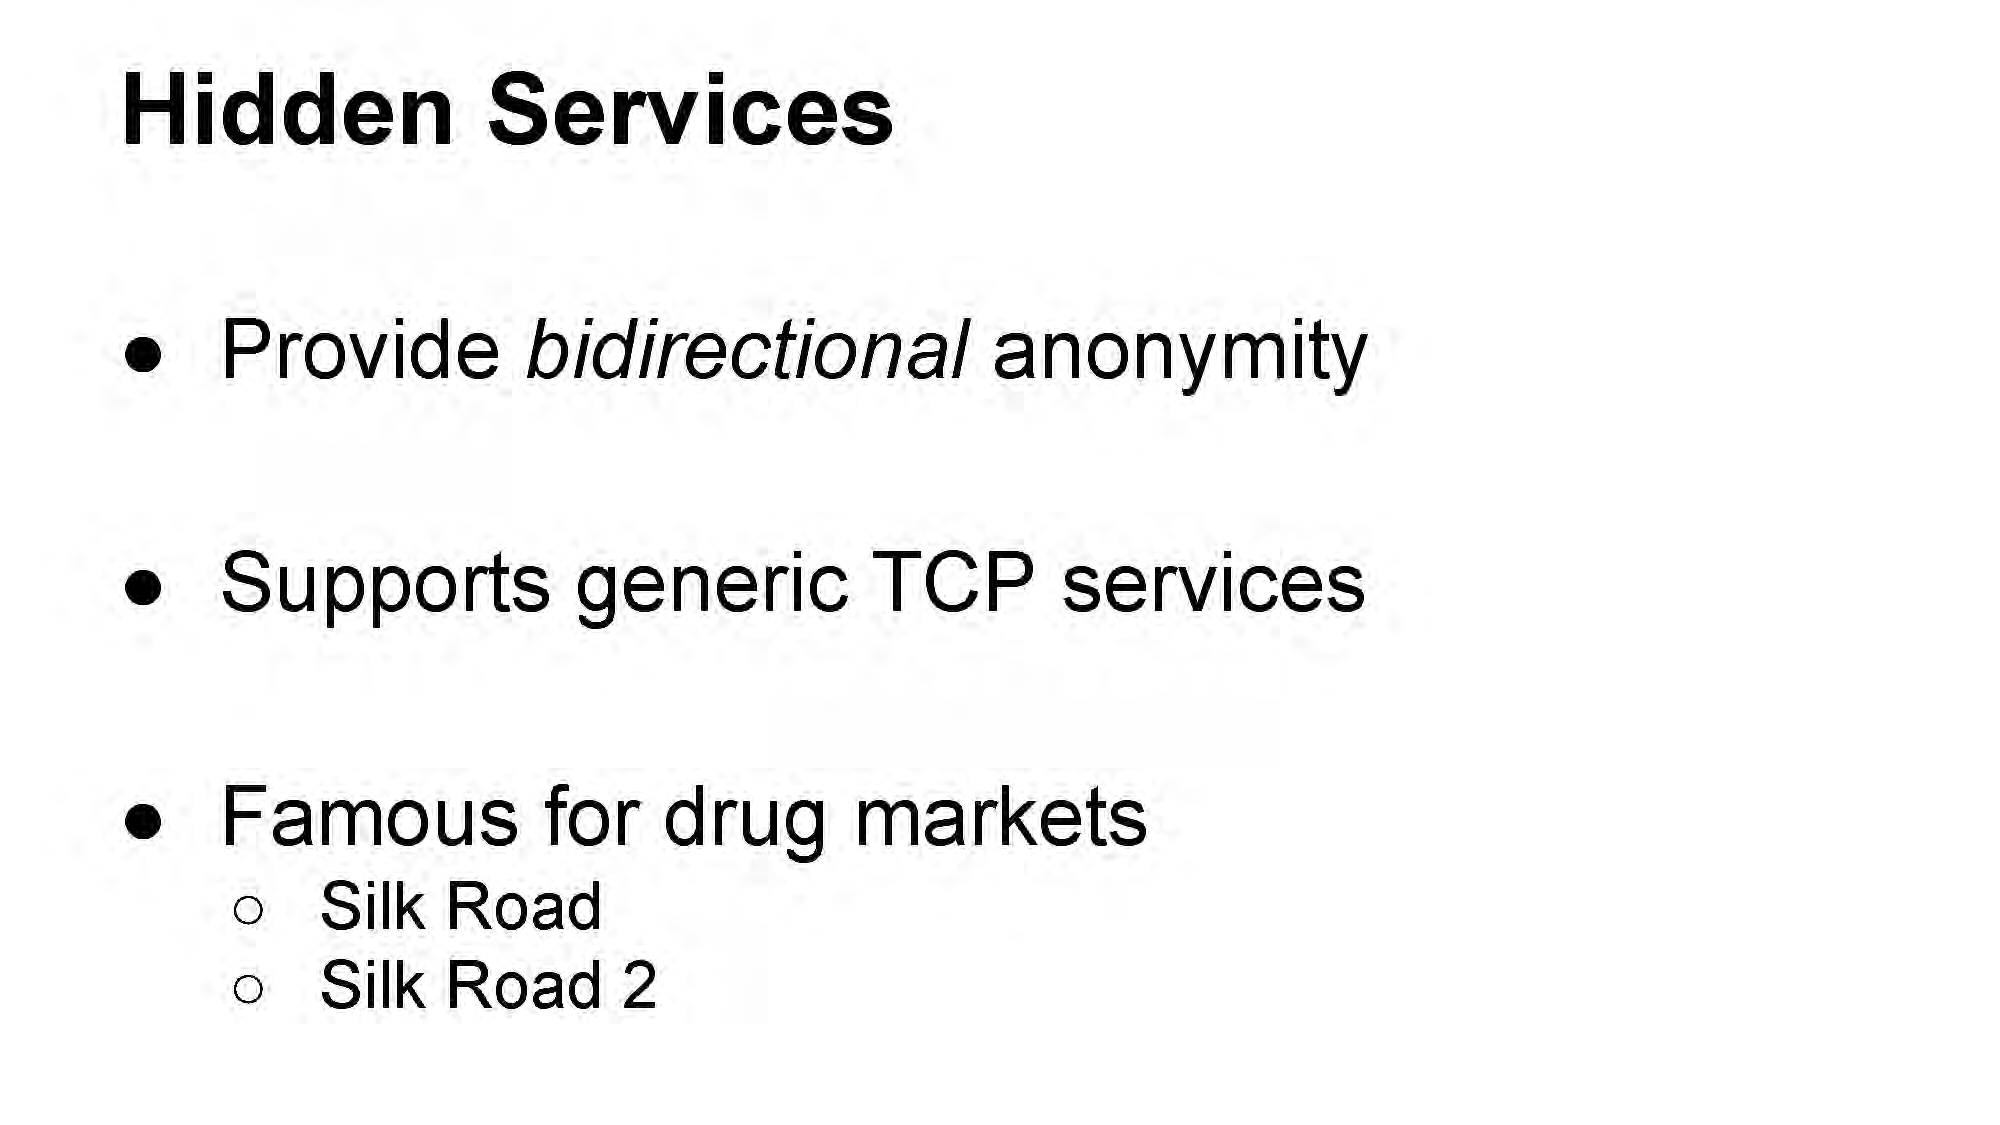 Hidden Services
● Provide bidirectional anonymity
● Supports generic TCP services
● Famous for drug markets
○ Silk Road
○ Silk Road 2